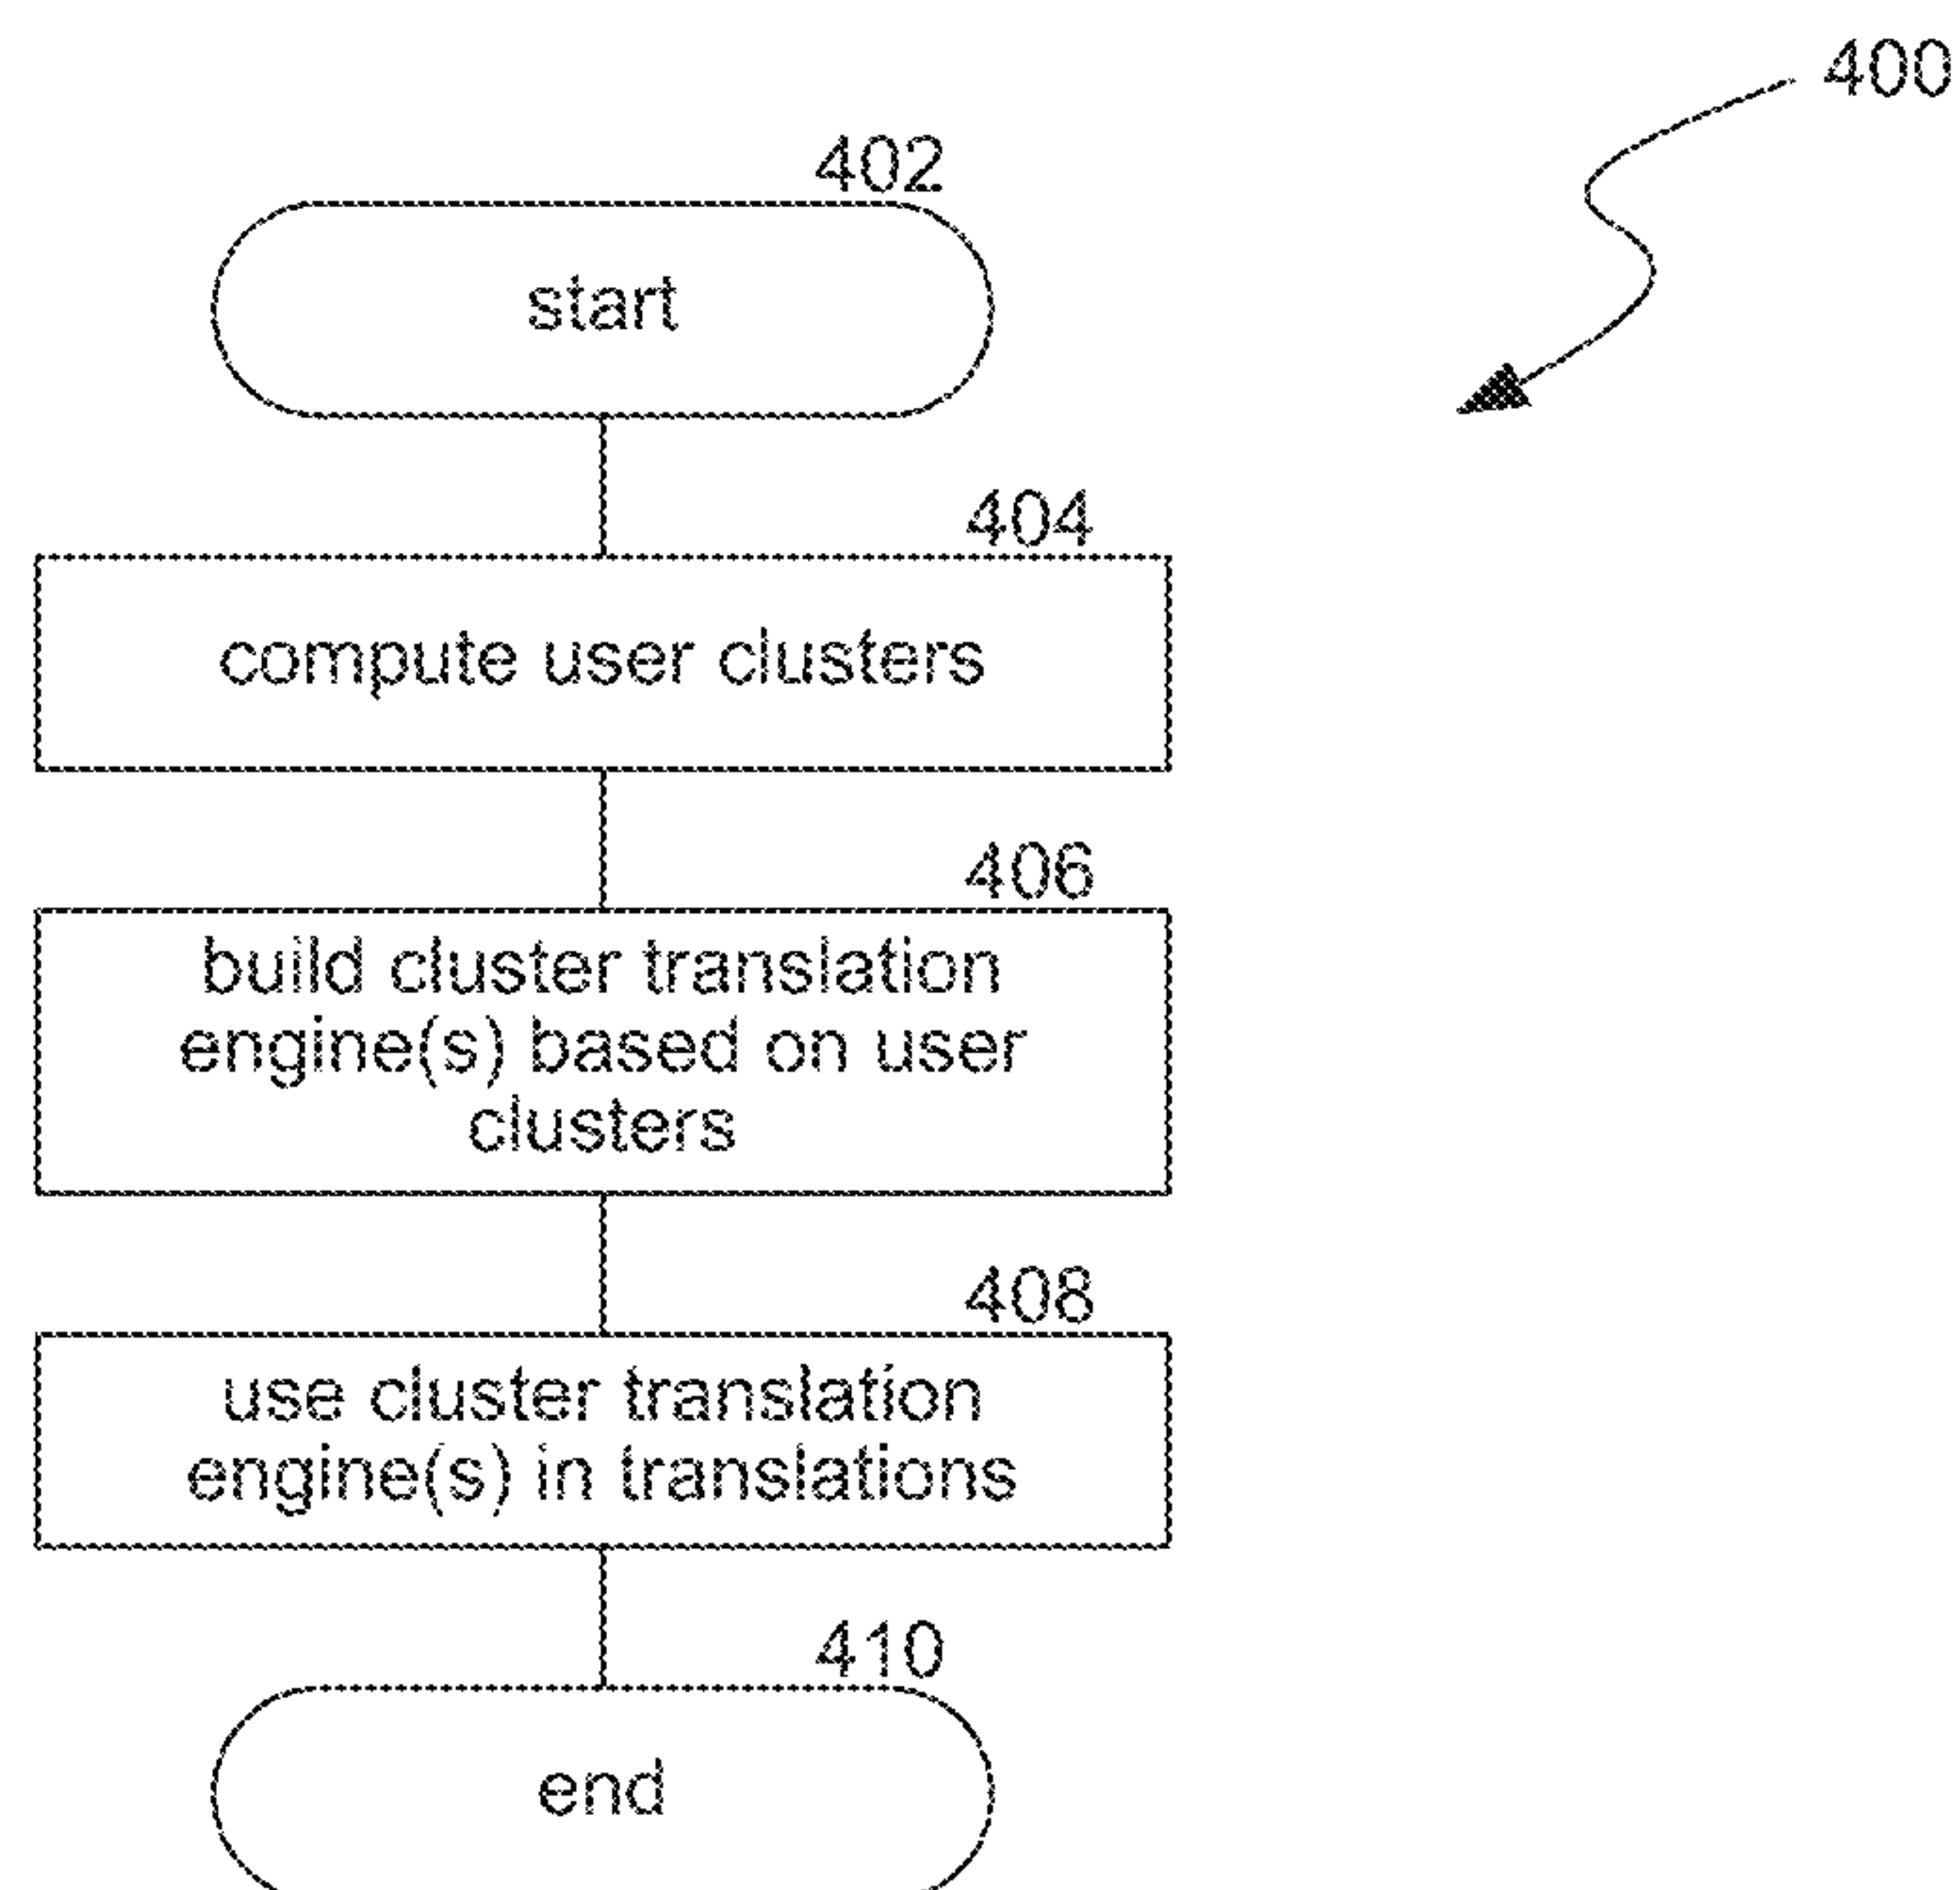 400
402
start
404
compute user clusters
406
build cluster translation
engine(s) based on user
clusters
408
use cluster translation
engine(s) in translations
410
end